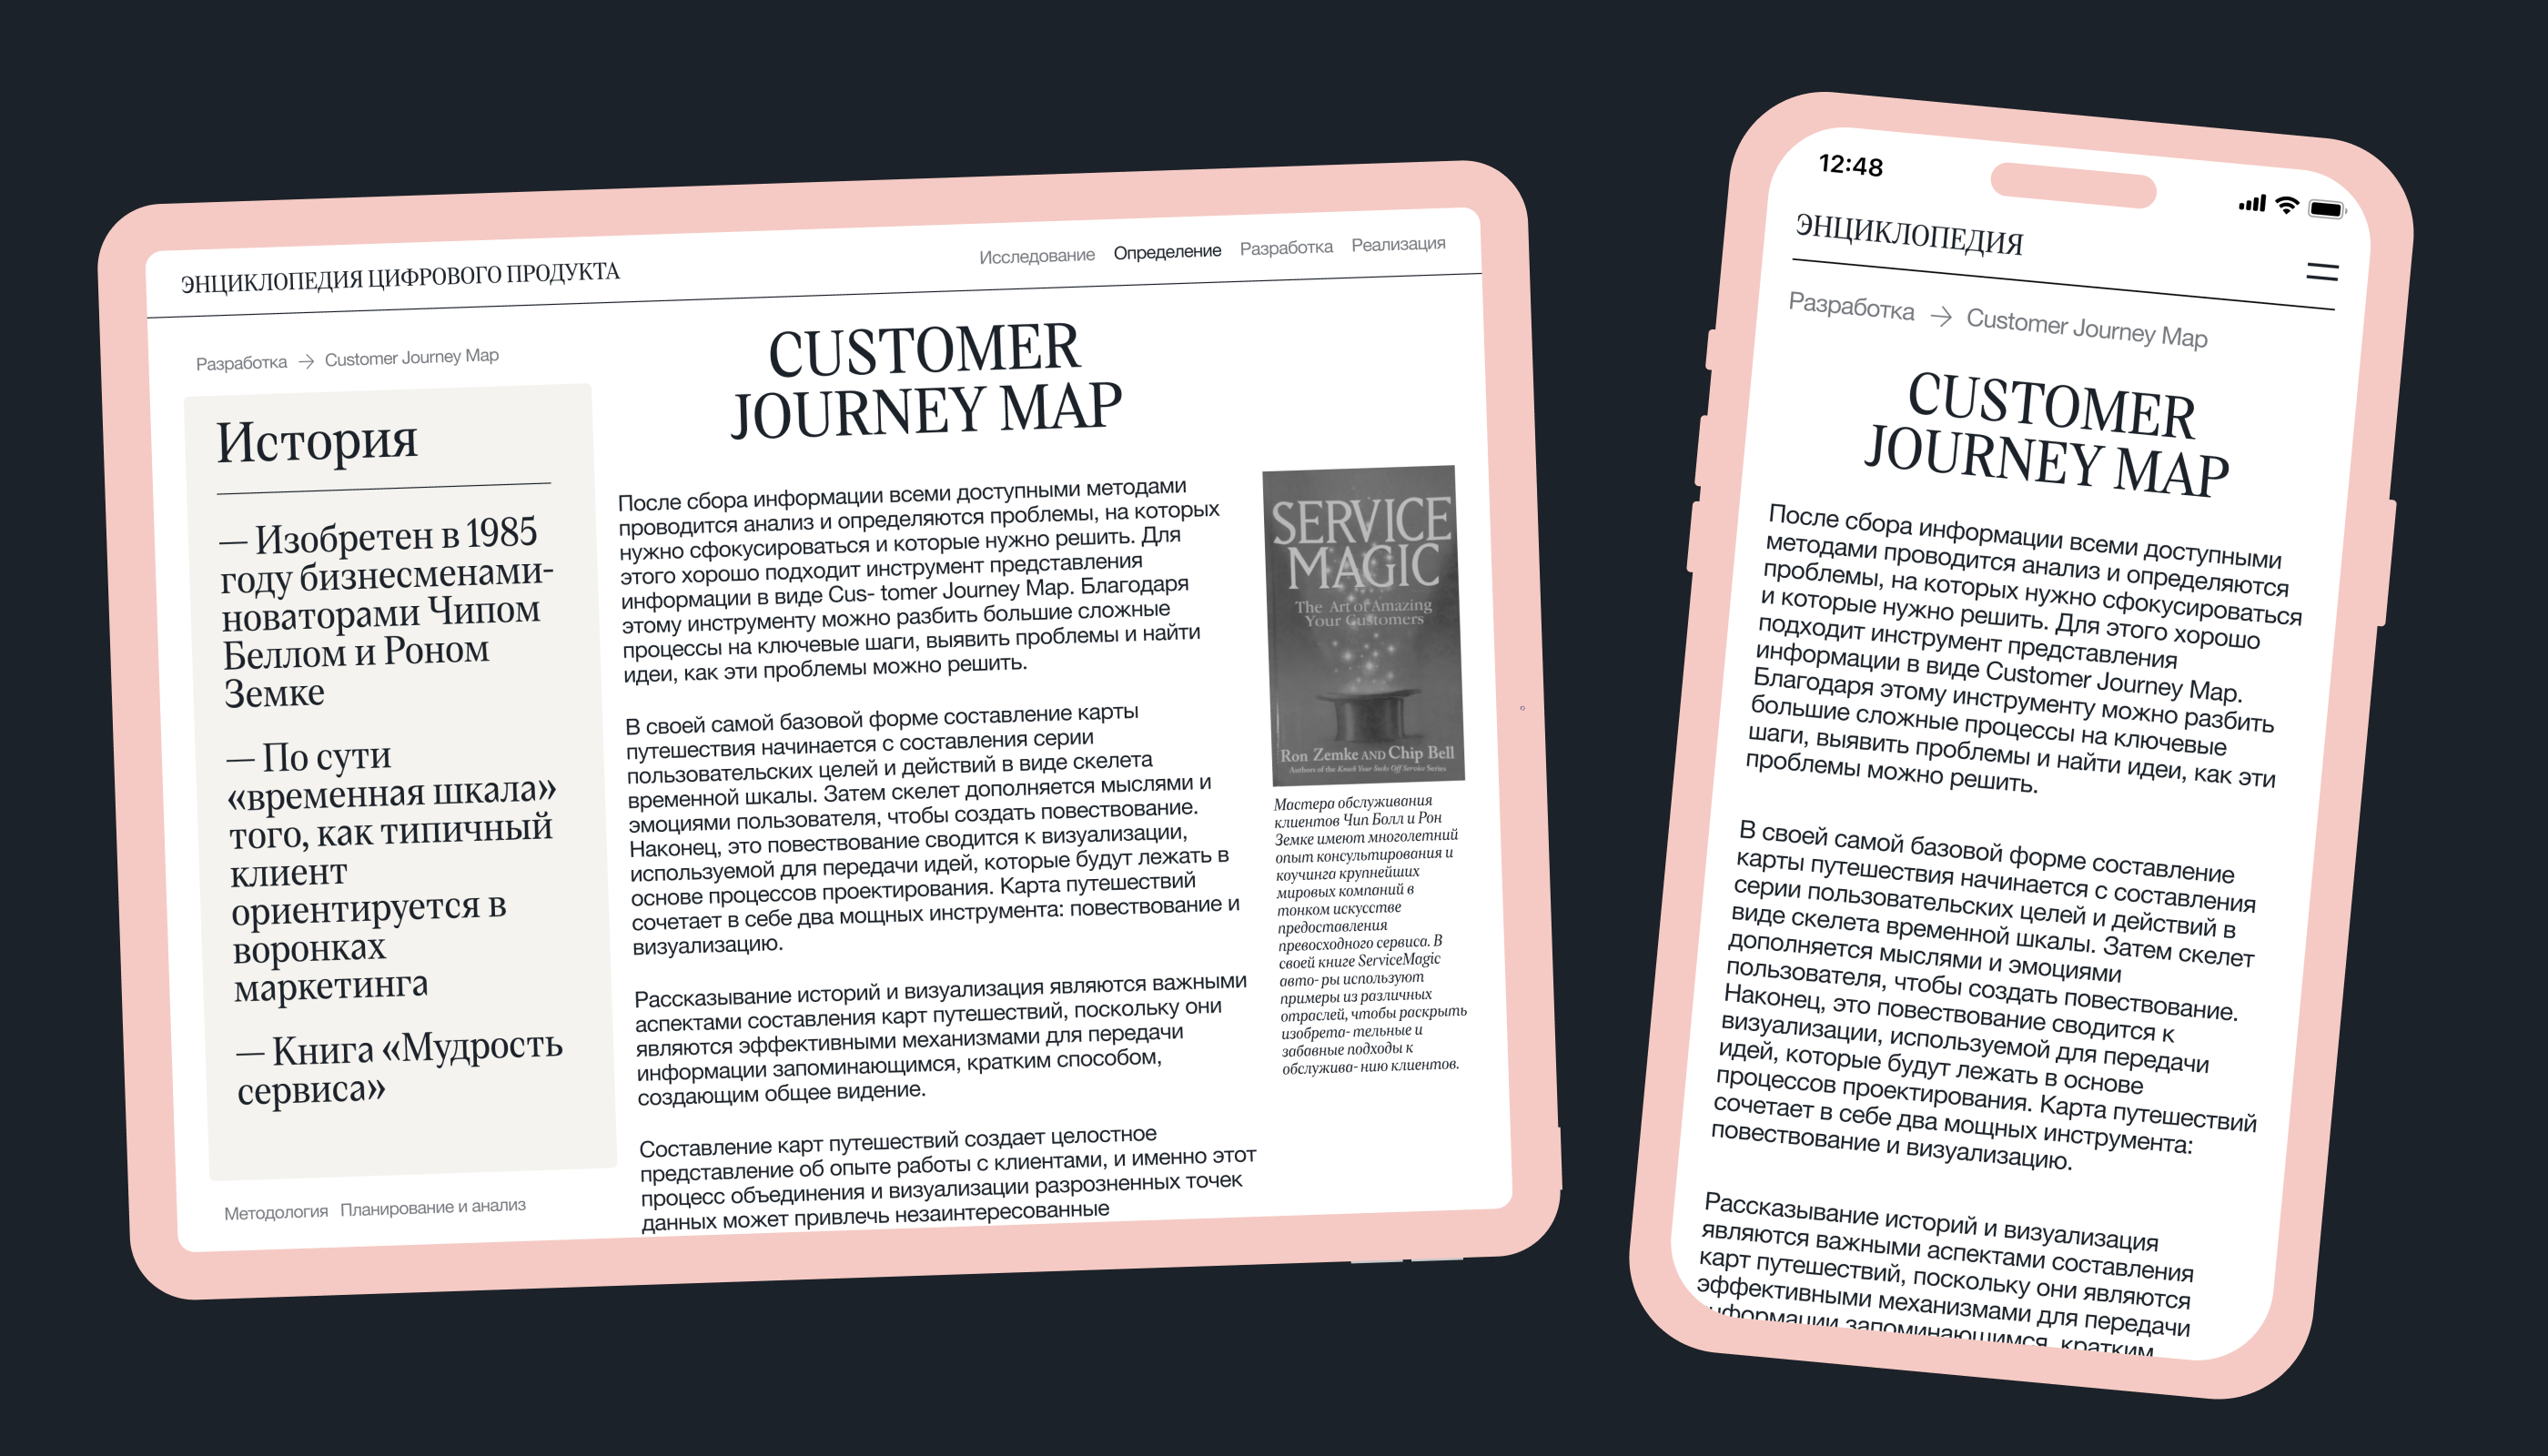 ЭНЦИКЛОПЕДИЯ ЦИФРОВОГО ПРОДУКТА
Исследование Определение Разработка Реализация
Разработка → Customer Journey Map
История
— Изобретен в 1985
году бизнесменами-
новаторами Чипом
Беллом и Роном
Земке
— По сути
«временная шкала»
того, как типичный
клиент
ориентируется в
воронках
маркетинга
— Книга «Мудрость
сервиса»
Методология Планирование и анализ
CUSTOMER
JOURNEY MAP
После сбора информации всеми доступными методами
проводится анализ и определяются проблемы, на которых
нужно сфокусироваться и которые нужно решить. Для
этого хорошо подходит инструмент представления
информации в виде Cus- tomer Journey Map. Благодаря
этому инструменту можно разбить большие сложные
процессы на ключевые шаги, выявить проблемы и найти
идеи, как эти проблемы можно решить.
В своей самой базовой форме составление карты
путешествия начинается с составления серии
пользовательских целей и действий в виде скелета
временной шкалы. Затем скелет дополняется мыслями и
эмоциями пользователя, чтобы создать повествование.
Наконец, это повествование сводится к визуализации,
используемой для передачи идей, которые будут лежать в
основе процессов проектирования. Карта путешествий
сочетает в себе два мощных инструмента: повествование и
визуализацию.
Рассказывание историй и визуализация являются важными
аспектами составления карт путешествий, поскольку они
являются эффективными механизмами для передачи
информации запоминающимся, кратким способом,
создающим общее видение.
Составление карт путешествий создает целостное
представление об опыте работы с клиентами, и именно этот
процесс объединения и визуализации разрозненных точек
данных может привлечь незаинтересованные
SERVICE
MAGIC
The Art of Amazing
Your Customers
Ron Zemke AND Chip Bell
Authors of the Knock Your Socks Off Service Series
Мастера обслуживания
клиентов Чип Болл и Рон
Земке имеют многолетний
опыт консультирования и
коучинга крупнейших
мировых компаний в
тонком искусстве
предоставления
превосходного сервиса. В
своей книге ServiceMagic
авто- ры используют
примеры из различных
отраслей, чтобы раскрыть
изобрета- тельные и
забавные подходы к
обслужива- нию клиентов.
12:48
ЭНЦИКЛОПЕДИЯ
Разработка → Customer Journey Map
CUSTOMER
JOURNEY MAP
После сбора информации всеми доступными
методами проводится анализ и определяются
проблемы, на которых нужно сфокусироваться
и которые нужно решить. Для этого хорошо
подходит инструмент представления
информации в виде Customer Journey Map.
Благодаря этому инструменту можно разбить
большие сложные процессы на ключевые
шаги, выявить проблемы и найти идеи, как эти
проблемы можно решить.
В своей самой базовой форме составление
карты путешествия начинается с составления
серии пользовательских целей и действий в
виде скелета временной шкалы. Затем скелет
дополняется мыслями и эмоциями
пользователя, чтобы создать повествование.
Наконец, это повествование сводится к
визуализации, используемой для передачи
идей, которые будут лежать в основе
процессов проектирования. Карта путешествий
сочетает в себе два мощных инструмента:
повествование и визуализацию.
Рассказывание историй и визуализация
являются важными аспектами составления
карт путешествий, поскольку они являются
эффективными механизмами для передачи
информации запоминающимся, кратким